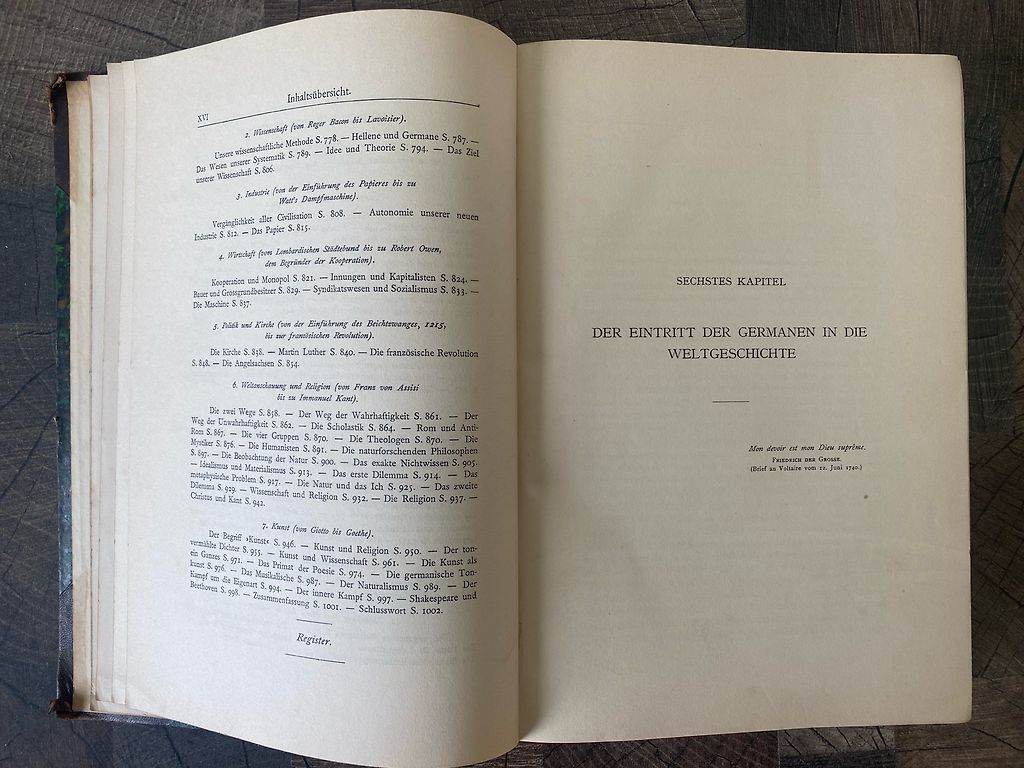 Inhaltsübersicht.
XVI
2. Wissenschaft (von Roger Bacon bis Lavoisier).
Unsere wissenschaftliche Methode S. 778. — Hellene und Germane S. 787. —
Das Wesen unserer Systematik S. 789. — Idee und Theorie S. 794. — Das Ziel
unserer Wissenschaft S. 806.
3. Industrie (von der Einführung des Papieres bis zu
Watt's Dampfmaschine).
Vergänglichkeit aller Civilisation S. 808. — Autonomie unserer neuen
Industrie S. 812. — Das Papier S. 815.
4. Wirtschaft (vom Lombardischen Städtebund bis zu Robert Owen,
dem Begründer der Kooperation).
Kooperation und Monopol S. 821. — Innungen und Kapitalisten S. 824. —
Bauer und Grossgrundbesitzer S. 829. — Syndikatswesen und Sozialismus S. 833. —
Die Maschine S. 837.
5. Politik und Kirche (von der Einführung des Beichtzwanges, 1215,
bis zur französischen Revolution).
Die Kirche S. 838. — Martin Luther S. 840. — Die französische Revolution
S. 848. — Die Angelsachsen S. 854.
6. Weltanschauung und Religion (von Franz von Assisi
bis zu Immanuel Kant).
Die zwei Wege S. 858. — Der Weg der Wahrhaftigkeit S. 861. — Der
Weg der Unwahrhaftigkeit S. 862. — Die Scholastik S. 864. — Rom und Anti-
Rom S. 867. — Die vier Gruppen S. 870. — Die Theologen S. 870. — Die
Mystiker S. 876. — Die Humanisten S. 891. — Die naturforschenden Philosophen
S. 897. — Die Beobachtung der Natur S. 900. — Das exakte Nichtwissen S. 905.
— Idealismus und Materialismus S. 913. — Das erste Dilemma S. 914. — Das
metaphysische Problem S. 917. — Die Natur und das Ich S. 925. — Das zweite
Dilemma S. 929. — Wissenschaft und Religion S. 932. — Die Religion S. 937. —
Christus und Kant S. 942.
7. Kunst (von Giotto bis Goethe).
Der Begriff »Kunst« S. 946. — Kunst und Religion S. 950. — Der ton-
vermählte Dichter S. 955. — Kunst und Wissenschaft S. 961. — Die Kunst als
ein Ganzes S. 971. — Das Primat der Poesie S. 974. — Die germanische Ton-
kunst S. 976. — Das Musikalische S. 987. — Der Naturalismus S. 989. — Der
Kampf um die Eigenart S. 994. — Der innere Kampf S. 997. — Shakespeare und
Beethoven S. 998. — Zusammenfassung S. 1001. — Schlusswort S. 1002.
Register.
SECHSTES KAPITEL
DER EINTRITT DER GERMANEN IN DIE
WELTGESCHICHTE
Mon devoir est mon Dieu suprême.
FRIEDRICH DER GROSSE.
(Brief an Voltaire vom 12. Juni 1740.)